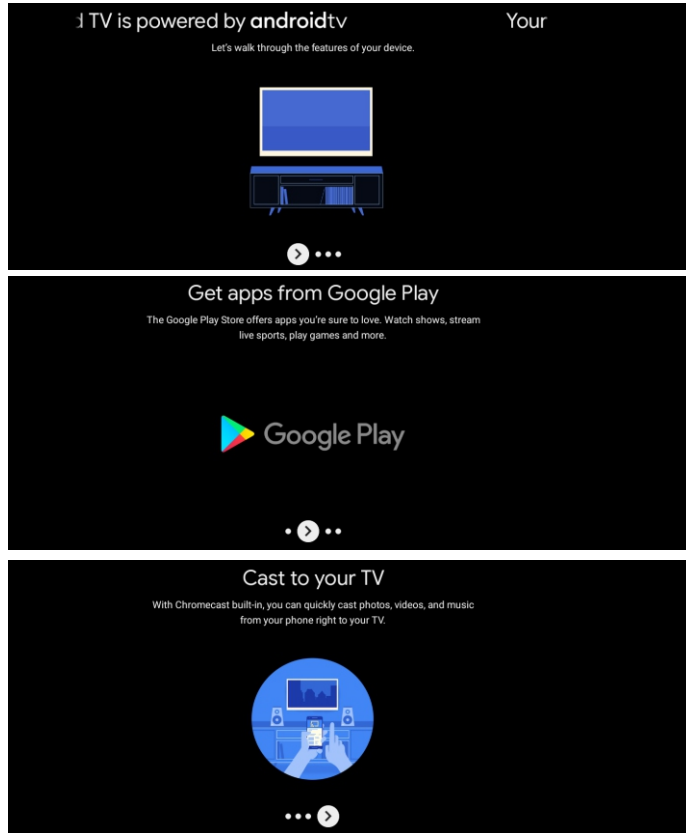 TV is powered by androidtv Your
Let's walk through the features of your device.
Get apps from Google Play
The Google Play Store offers apps you're sure to love. Watch shows, stream
live sports, play games and more.
Google Play
Cast to your TV
With Chromecast built-in, you can quickly cast photos, videos, and music
from your phone right to your TV.